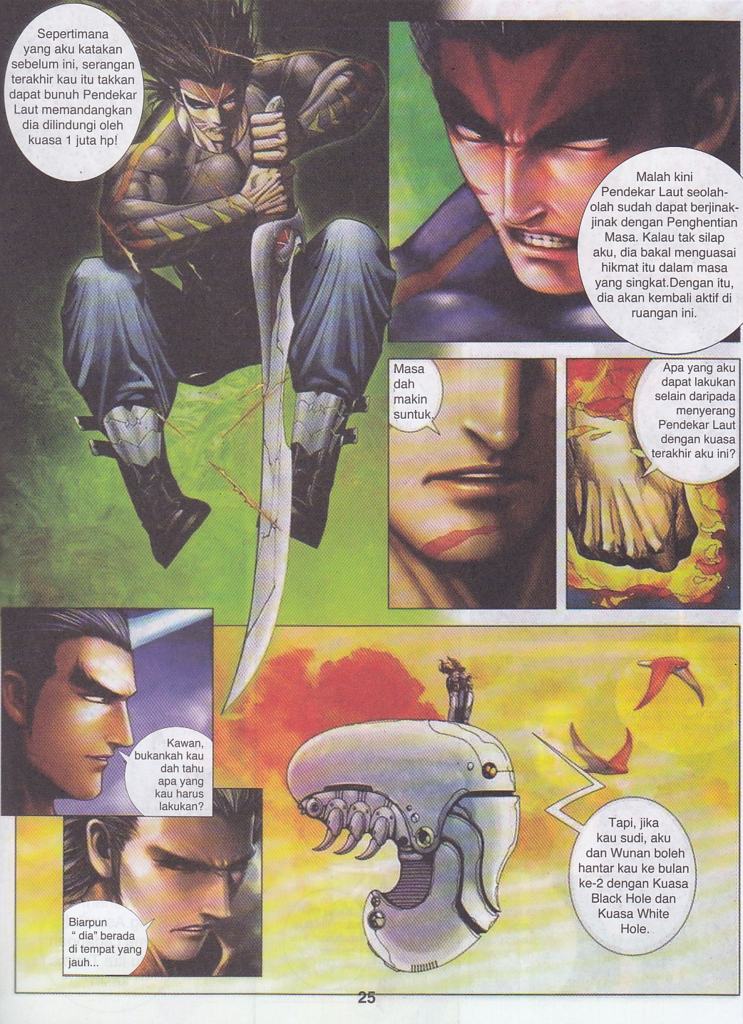 Sepertimana
yang aku katakan
sebelum ini, serangan
terakhir kau itu takkan
dapat bunuh Pendekar
Laut memandangkan
dia dilindungi oleh
kuasa 1 juta hp!
Malah kini
Pendekar Laut seolah-
olah sudah dapat berjinak-
jinak dengan Penghentian
Masa. Kalau tak silap
aku, dia bakal menguasai
hikmat itu dalam masa
yang singkat.Dengan itu,
dia akan kembali aktif di
ruangan ini.
Masa
dah
makin
suntuk.
Apa yang aku
dapat lakukan
selain daripada
menyerang
Pendekar Laut
dengan kuasa
terakhir aku ini?
Kawan,
bukankah kau
dah tahu
apa yang
kau harus
lakukan?
Biarpun
“ dia” berada
di tempat yang
jauh...
Tapi, jika
kau sudi, aku
dan Wunan boleh
hantar kau ke bulan
ke-2 dengan Kuasa
Black Hole dan
Kuasa White
Hole.
25